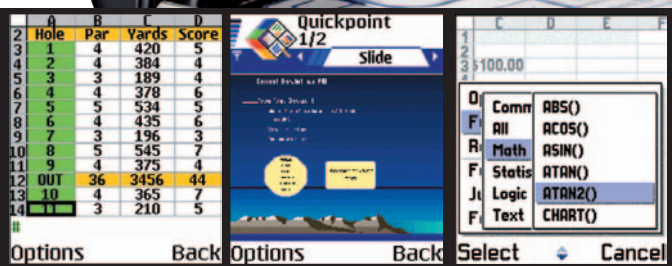 A B C D
2 Hole Par Yards Score
3 1 4 420 5
4 2 4 384 4
5 3 3 189 4
6 4 4 378 6
7 5 5 534 5
8 6 4 435 6
9 7 3 196 3
10 8 5 545 7
11 9 4 375 4
12 OUT 36 3456 44
13 10 4 365 7
14 11 3 210 5
#
Options Back
Quickpoint
1/2
Slide
Options Back
C D E F
1
2
3 $100.00
Comm
All
Math
Statis
Logic
Text
ABS()
ACOS()
ASIN()
ATAN()
ATAN2()
CHART()
Select Cancel